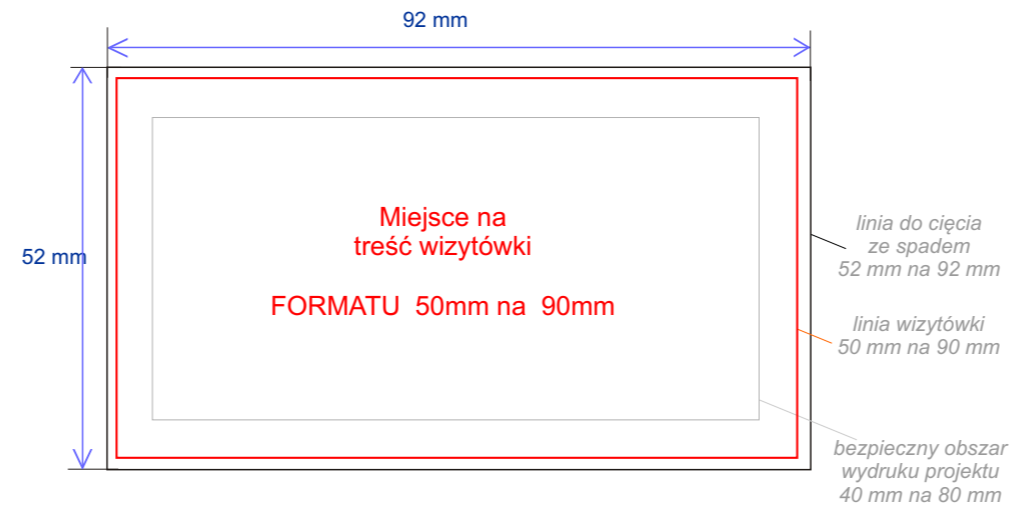 92 mm
52 mm
Miejsce na
treść wizytówki
FORMATU 50mm na 90mm
linia do cięcia
ze spadem
52 mm na 92 mm
linia wizytówki
50 mm na 90 mm
bezpieczny obszar
wydruku projektu
40 mm na 80 mm